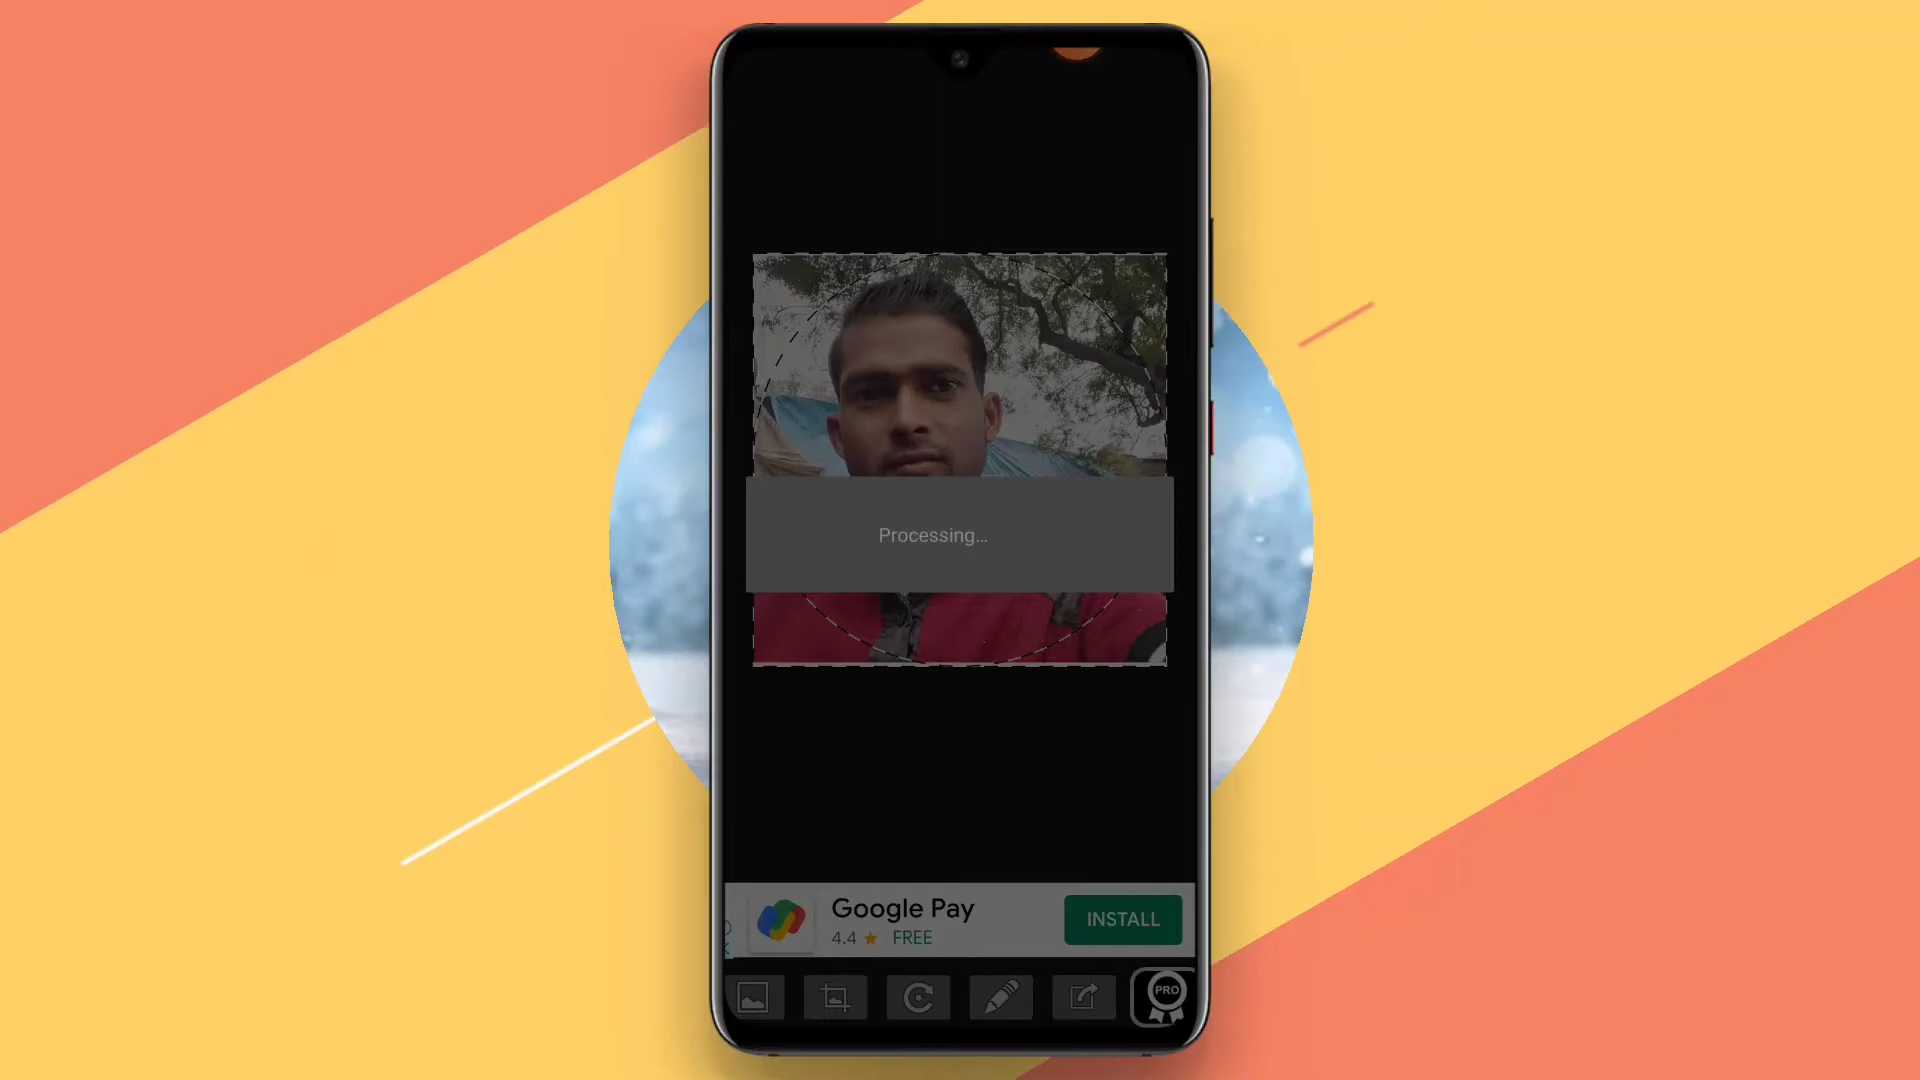 Processing...
Google Pay
4.4 ★ FREE
INSTALL
PRO